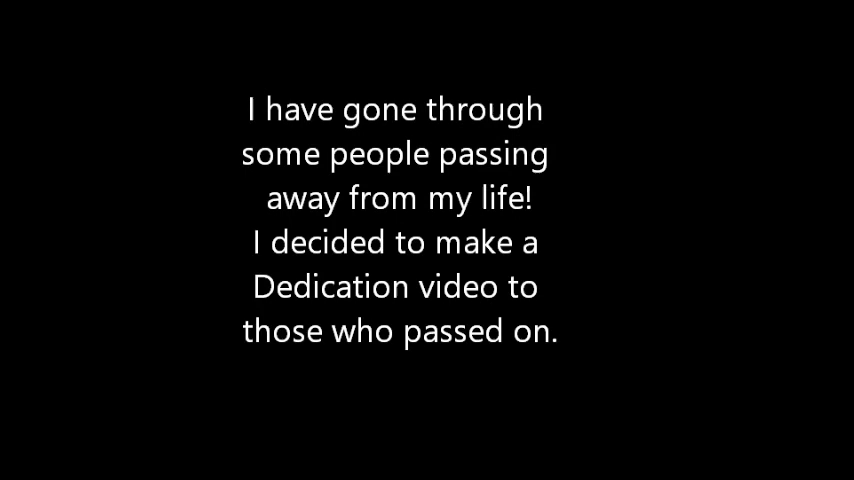 I have gone through
some people passing
away from my life!
I decided to make a
Dedication video to
those who passed on.